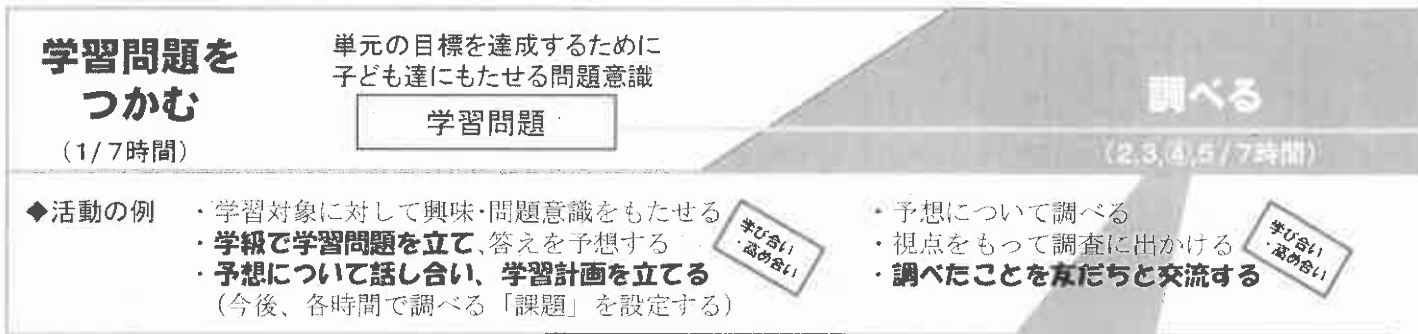 学習問題を
つかむ
(1/7時間)
単元の目標を達成するために
子ども達にもたせる問題意識
学習問題
調べる
(2,3,④,5/7時間)
◆活動の例
・学習対象に対して興味・問題意識をもたせる
・学級で学習問題を立て、答えを予想する
・予想について話し合い、学習計画を立てる
(今後、各時間で調べる「課題」を設定する)
学び合い
・高め合い
・予想について調べる
・視点をもって調査に出かける
・調べたことを友だちと交流する
学び合い
・高め合い